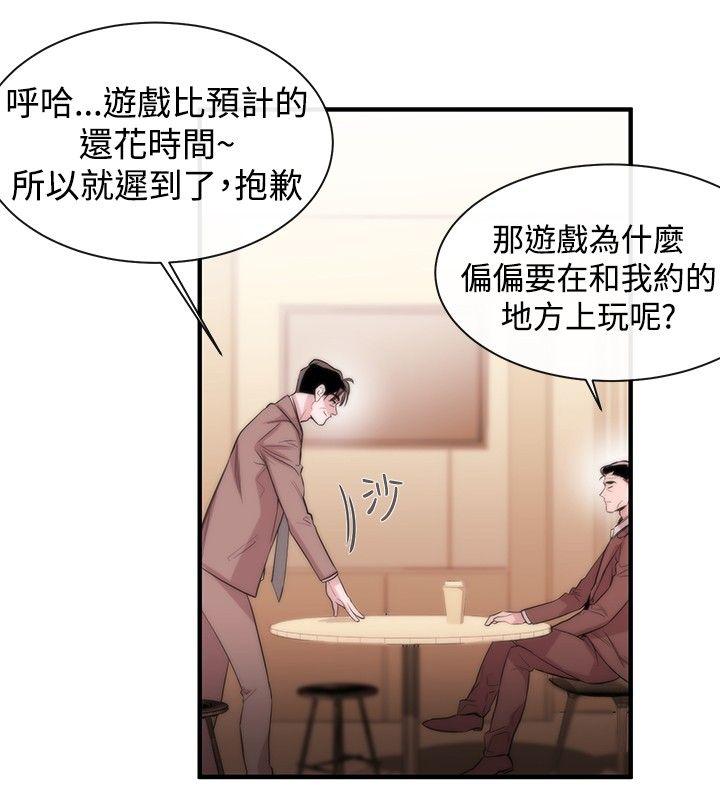 呼哈...遊戲比預計的
還花時間~
所以就遲到了，抱歉
那遊戲為什麼
偏偏要在和我約的
地方上玩呢?
沙